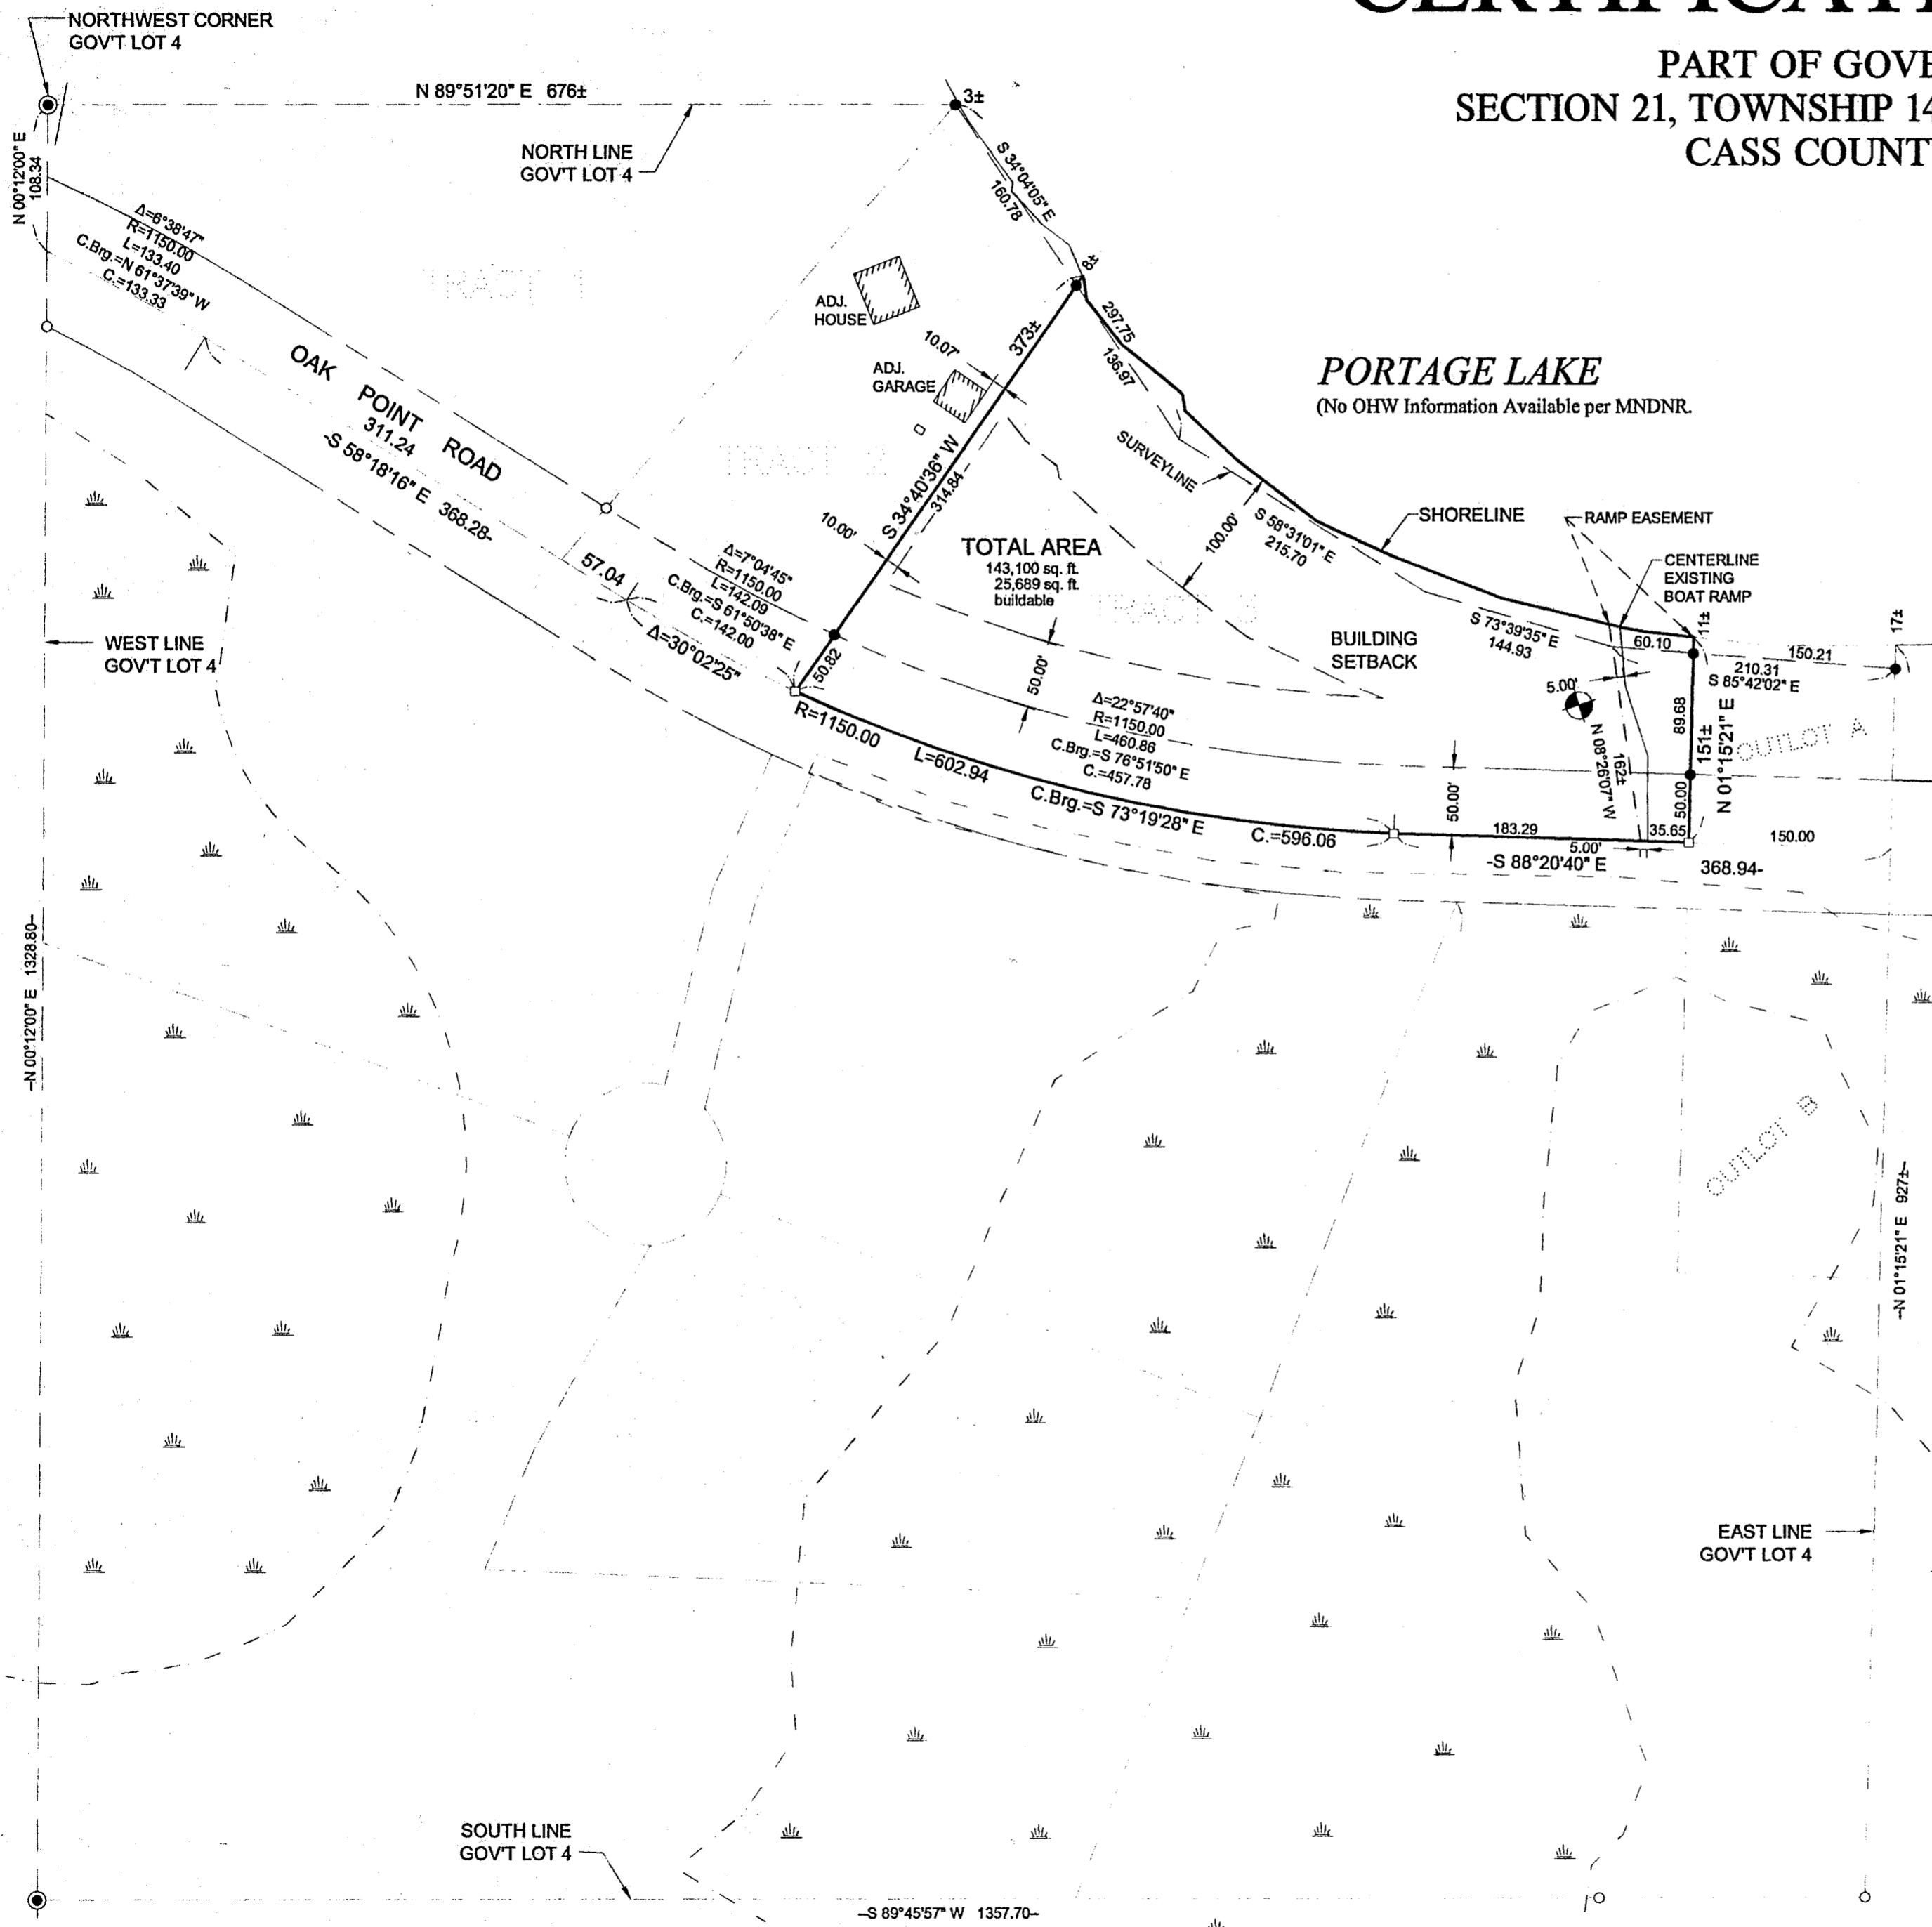 NORTHWEST CORNER
GOV'T LOT 4
PART OF GOVE
SECTION 21, TOWNSHIP 14
CASS COUNT
N 89°51'20" E 676±
3±
NORTH LINE
GOV'T LOT 4
N 00°12'00" E
108.34
S 34°04'05" E
160.78
Δ=6°38'47"
R=1150.00
L=133.40
C.Brg.=N 61°37'39" W
C.=133.33
TRACT 1
ADJ.
HOUSE
8±
297.75
136.97
373±
10.07'
ADJ.
GARAGE
PORTAGE LAKE
(No OHW Information Available per MNDNR.
OAK POINT ROAD
311.24
-S 58°18'16" E 368.28-
TRACT 2
S 34°40'36" W
314.84
SURVEYLINE
SHORELINE
RAMP EASEMENT
10.00'
100.00'
S 58°31'01" E
215.70
TOTAL AREA
143,100 sq. ft.
25,689 sq. ft.
buildable
CENTERLINE
EXISTING
BOAT RAMP
57.04
Δ=7°04'45"
R=1150.00
L=142.09
C.Brg.=S 61°50'38" E
C.=142.00
TRACT 3
WEST LINE
GOV'T LOT 4
Δ=30°02'25"
50.82
50.00'
BUILDING
SETBACK
S 73°39'35" E
144.93
60.10
11±
17±
150.21
210.31
S 85°42'02" E
5.00'
R=1150.00
L=602.94
C.Brg.=S 73°19'28" E
C.=596.06
Δ=22°57'40"
R=1150.00
L=460.86
C.Brg.=S 76°51'50" E
C.=457.78
N 08°26'07" W
162±
89.68
151±
N 01°15'21" E
OUTLOT A
50.00'
50.00
183.29
35.65
150.00
5.00'
-S 88°20'40" E
368.94-
–N 00°12'00" E 1328.80–
OUTLOT B
–N 01°15'21" E 927±–
EAST LINE
GOV'T LOT 4
SOUTH LINE
GOV'T LOT 4
–S 89°45'57" W 1357.70–